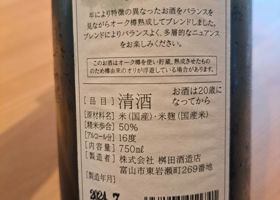 年により特徴の異なったお酒をバランスを
見ながらオーク樽熟成してブレンドしました。
ブレンドによりバランスよく、多層的なニュアンス
をお楽しみください。
このお酒はオーク樽を使い貯蔵、熟成させたもの
のため樽由来のオリが浮遊している場合があります。
お酒は20歳に
なってから
【品目】清酒
【原材料名】米(国産)・米麹(国産米)
【精米歩合】50%
【アルコール分】16度
【内容量】750ml
【製造者】株式会社 桝田酒造店
富山市東岩瀬町269番地
【製造年月】
2024.7